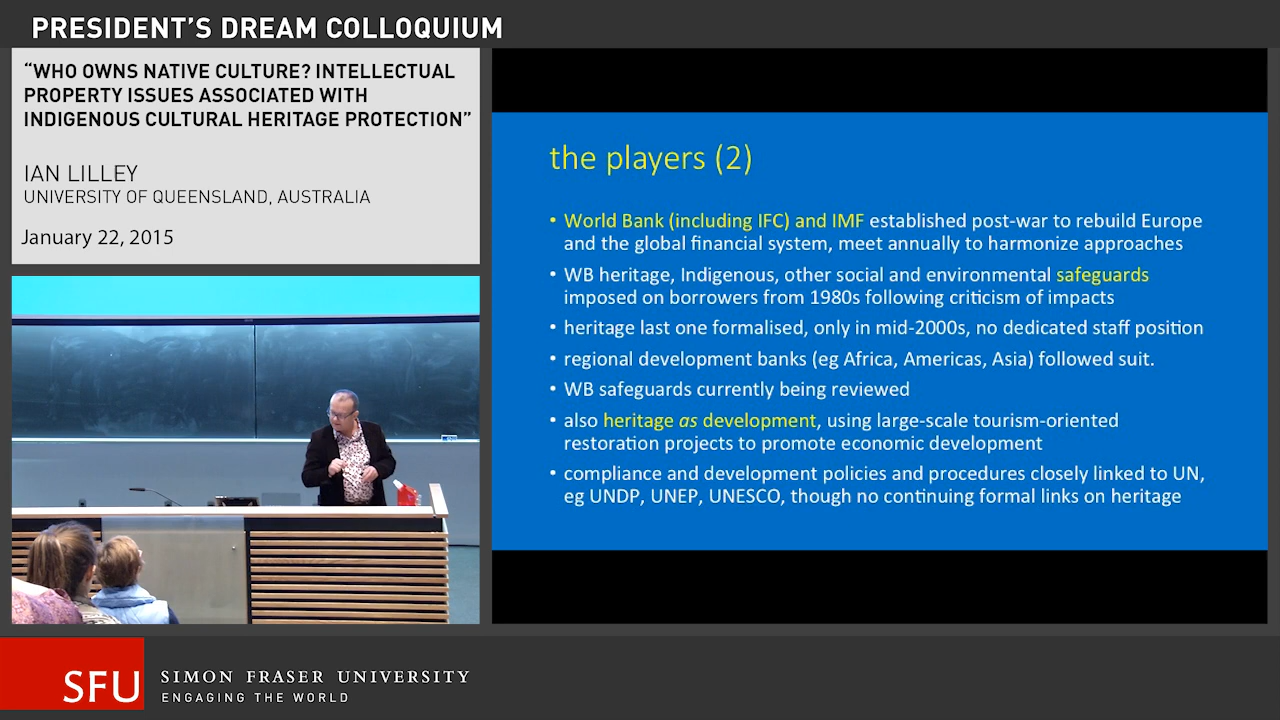 PRESIDENT'S DREAM COLLOQUIUM
“WHO OWNS NATIVE CULTURE? INTELLECTUAL
PROPERTY ISSUES ASSOCIATED WITH
INDIGENOUS CULTURAL HERITAGE PROTECTION”
IAN LILLEY
UNIVERSITY OF QUEENSLAND, AUSTRALIA
January 22, 2015
the players (2)
• World Bank (including IFC) and IMF established post-war to rebuild Europe
and the global financial system, meet annually to harmonize approaches
• WB heritage, Indigenous, other social and environmental safeguards
imposed on borrowers from 1980s following criticism of impacts
• heritage last one formalised, only in mid-2000s, no dedicated staff position
• regional development banks (eg Africa, Americas, Asia) followed suit.
• WB safeguards currently being reviewed
• also heritage as development, using large-scale tourism-oriented
restoration projects to promote economic development
• compliance and development policies and procedures closely linked to UN,
eg UNDP, UNEP, UNESCO, though no continuing formal links on heritage
SFU
SIMON FRASER UNIVERSITY
ENGAGING THE WORLD